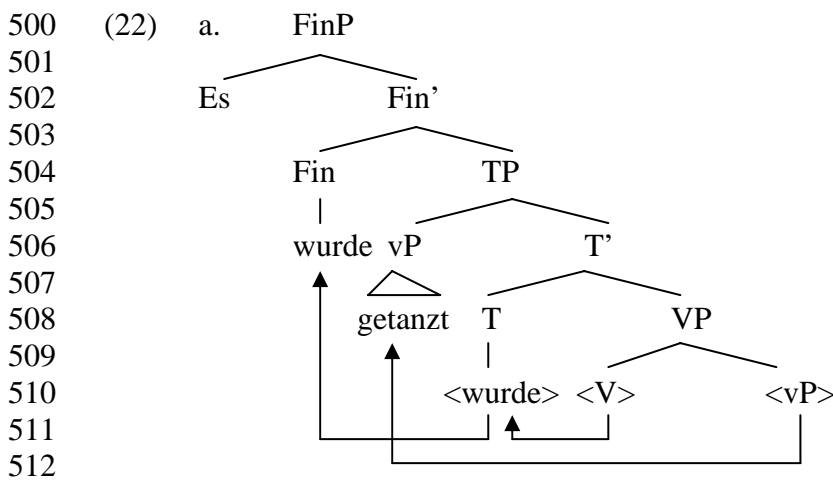 500 (22) a. FinP
501
502 Es Fin’
503
504 Fin TP
505
506 wurde vP T’
507
508 getanzt T VP
509
510 <wurde> <V> <vP>
511
512